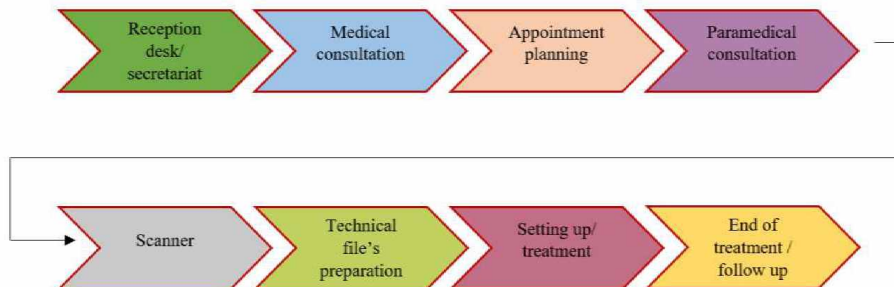 Reception
desk/
secretariat
Medical
consultation
Appointment
planning
Paramedical
consultation
Scanner
Technical
file's
preparation
Setting up/
treatment
End of
treatment /
follow up